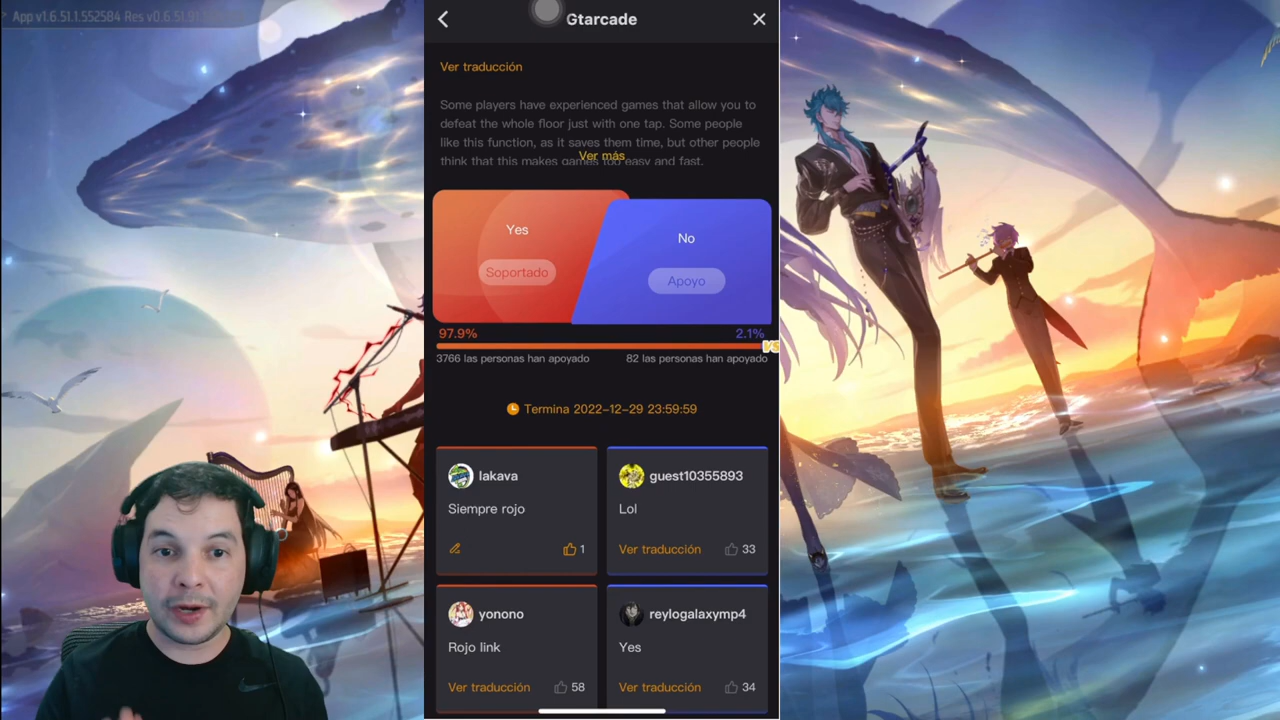 App v1.6.51.1.552584 Res v0.6.51.91
Gtarcade
Ver traducción
Some players have experienced games that allow you to
defeat the whole floor just with one tap. Some people
like this function, as it saves them time, but other people
think that this makes games too easy and fast.
Ver más
Yes
No
Soportado
Apoyo
97.9%
2.1%
VS
3766 las personas han apoyado
82 las personas han apoyado
Termina 2022-12-29 23:59:59
lakava
Siempre rojo
1
guest10355893
Lol
Ver traducción
33
yonono
Rojo link
Ver traducción
58
reylogalaxymp4
Yes
Ver traducción
34